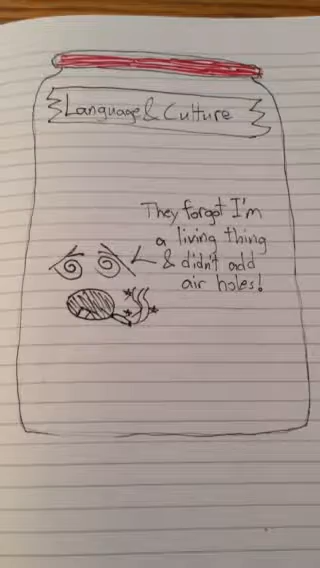 Language & Culture
They forgot I'm
a living thing
& didn't add
air holes!